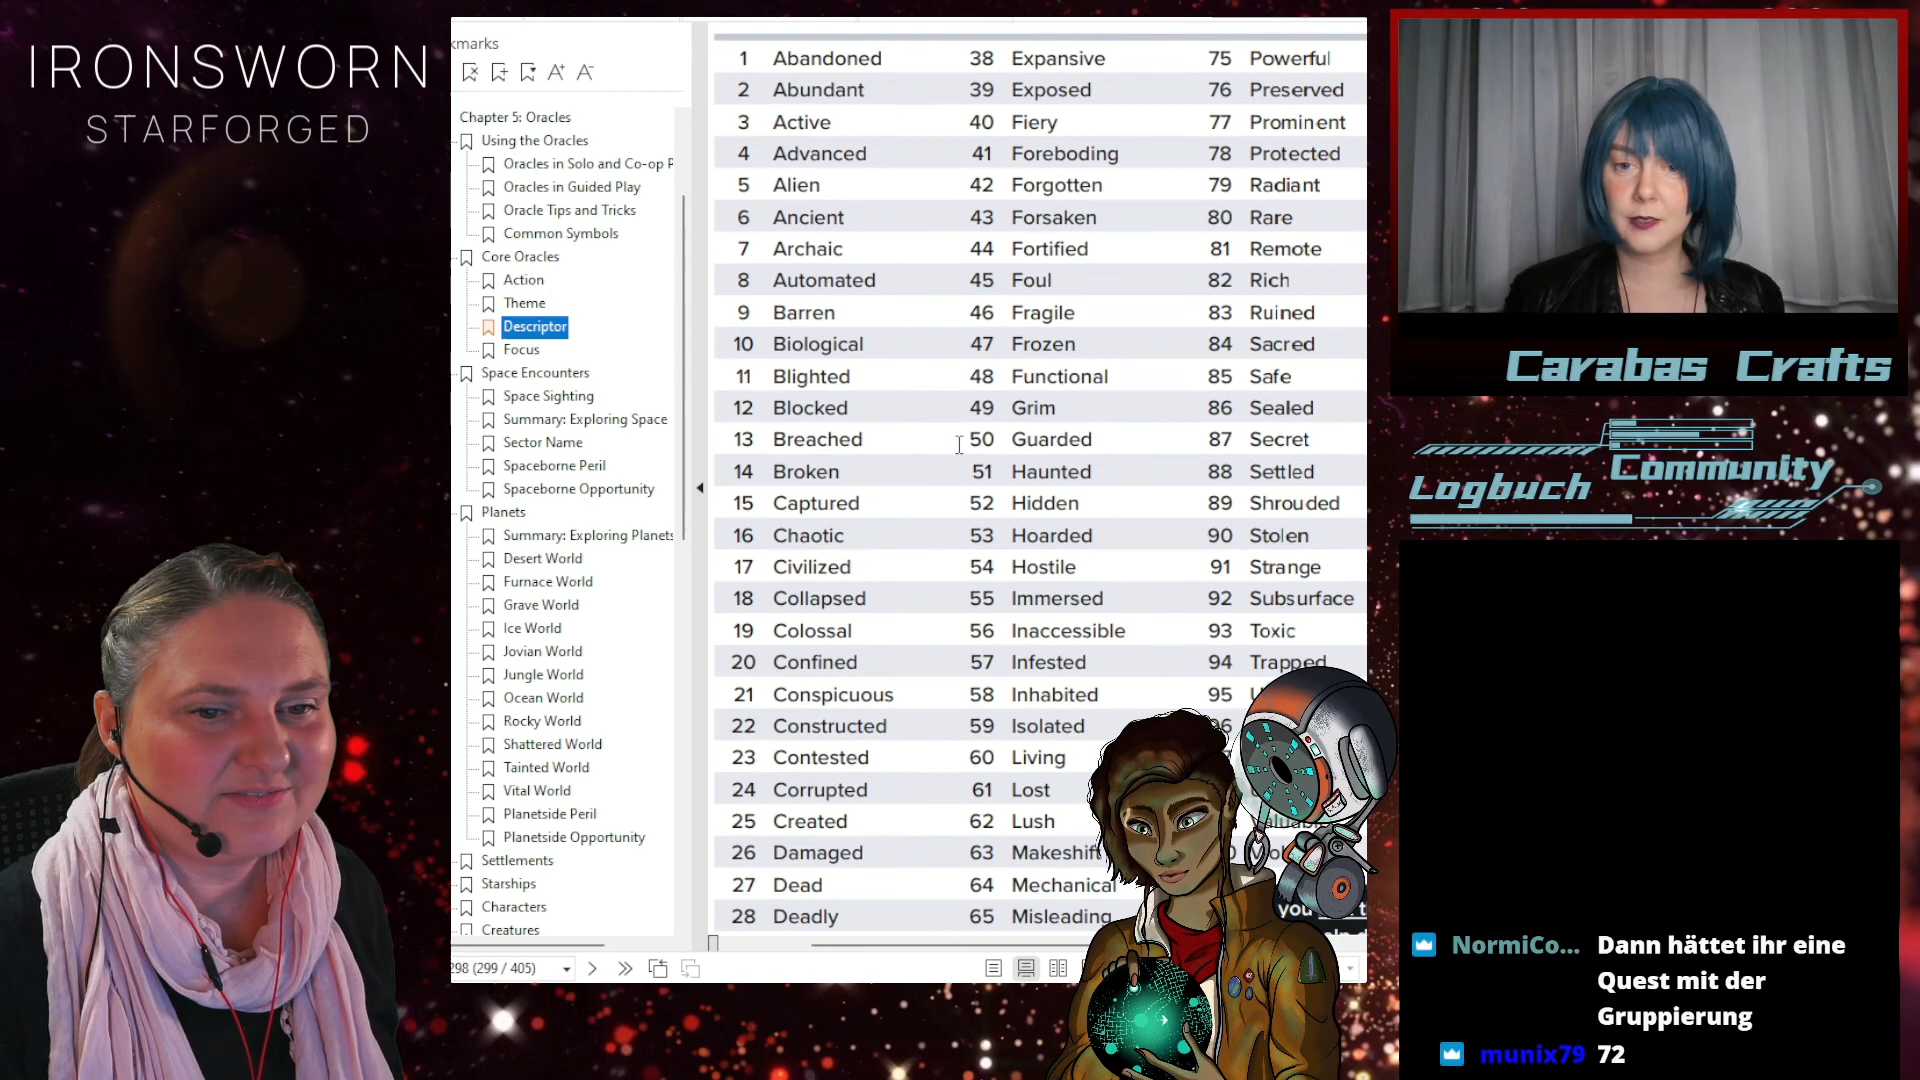 IRONSWORN
STARFORGED
kmarks
Chapter 5: Oracles
Using the Oracles
Oracles in Solo and Co-op P
Oracles in Guided Play
Oracle Tips and Tricks
Common Symbols
Core Oracles
Action
Theme
Descriptor
Focus
Space Encounters
Space Sighting
Summary: Exploring Space
Sector Name
Spaceborne Peril
Spaceborne Opportunity
Planets
Summary: Exploring Planets
Desert World
Furnace World
Grave World
Ice World
Jovian World
Jungle World
Ocean World
Rocky World
Shattered World
Tainted World
Vital World
Planetside Peril
Planetside Opportunity
Settlements
Starships
Characters
Creatures
298 (299 / 405)
1 Abandoned 38 Expansive 75 Powerful
2 Abundant 39 Exposed 76 Preserved
3 Active 40 Fiery 77 Prominent
4 Advanced 41 Foreboding 78 Protected
5 Alien 42 Forgotten 79 Radiant
6 Ancient 43 Forsaken 80 Rare
7 Archaic 44 Fortified 81 Remote
8 Automated 45 Foul 82 Rich
9 Barren 46 Fragile 83 Ruined
10 Biological 47 Frozen 84 Sacred
11 Blighted 48 Functional 85 Safe
12 Blocked 49 Grim 86 Sealed
13 Breached 50 Guarded 87 Secret
14 Broken 51 Haunted 88 Settled
15 Captured 52 Hidden 89 Shrouded
16 Chaotic 53 Hoarded 90 Stolen
17 Civilized 54 Hostile 91 Strange
18 Collapsed 55 Immersed 92 Subsurface
19 Colossal 56 Inaccessible 93 Toxic
20 Confined 57 Infested 94 Trapped
21 Conspicuous 58 Inhabited 95
22 Constructed 59 Isolated
23 Contested 60 Living
24 Corrupted 61 Lost
25 Created 62 Lush
26 Damaged 63 Makeshift
27 Dead 64 Mechanical
28 Deadly 65 Misleading
you
Carabas Crafts
Logbuch Community
NormiCo... Dann hättet ihr eine
Quest mit der
Gruppierung
munix79 72